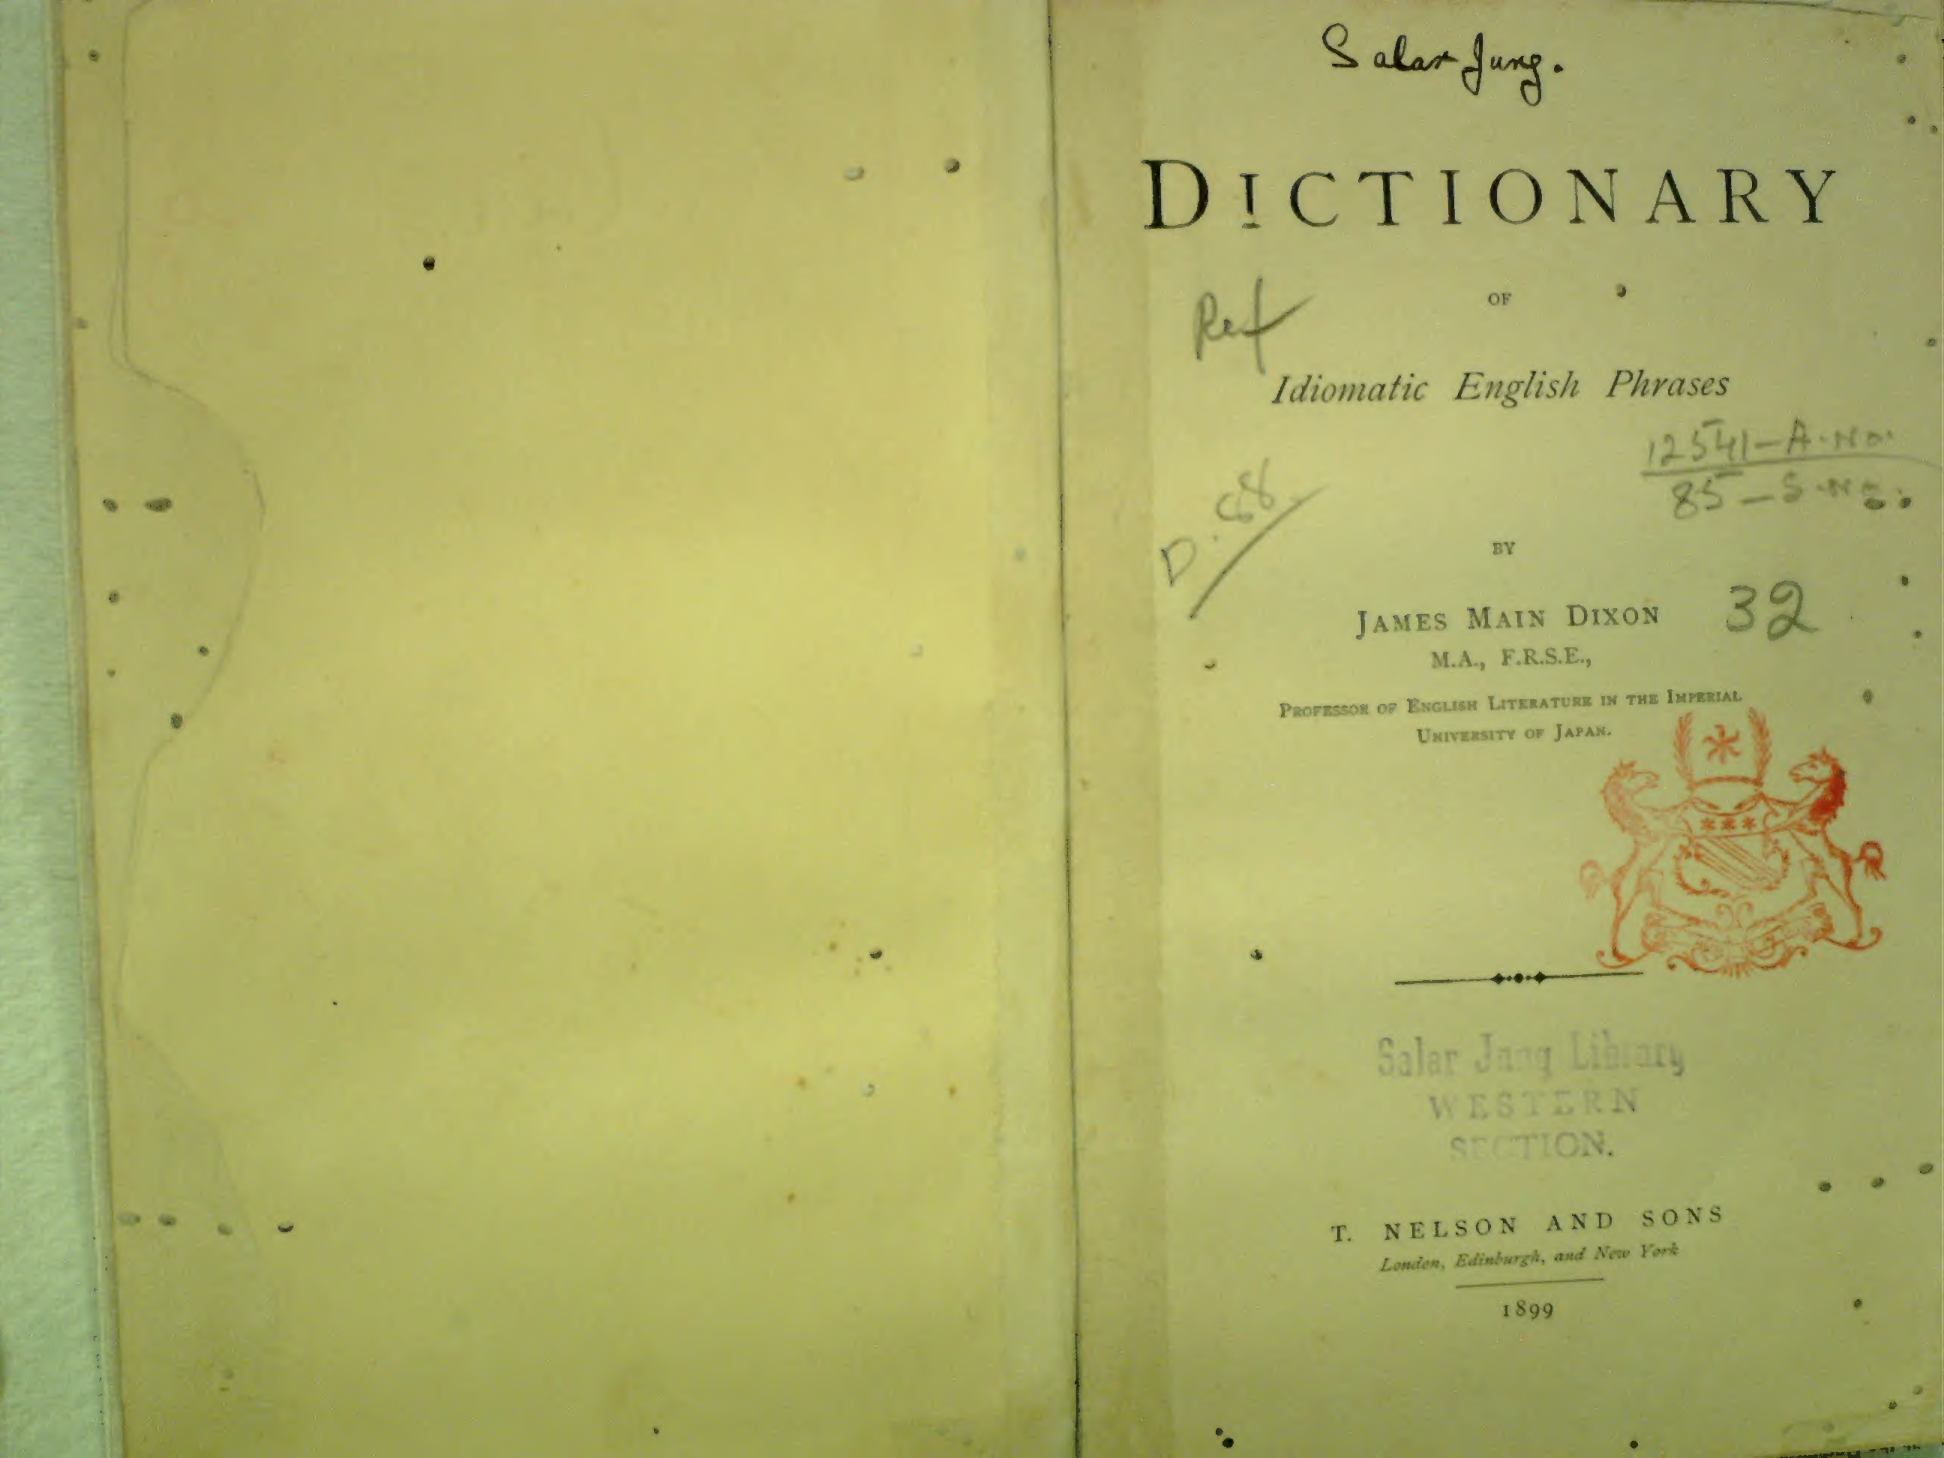 Salar Jung.
DICTIONARY
OF
Ref
Idiomatic English Phrases
12541-A.No.
85-S.No.
D.88.
BY
JAMES MAIN DIXON
32
M.A., F.R.S.E.,
PROFESSOR OF ENGLISH LITERATURE IN THE IMPERIAL
UNIVERSITY OF JAPAN.
Salar Jang Library
WESTERN
SECTION.
T. NELSON AND SONS
London, Edinburgh, and New York
1899